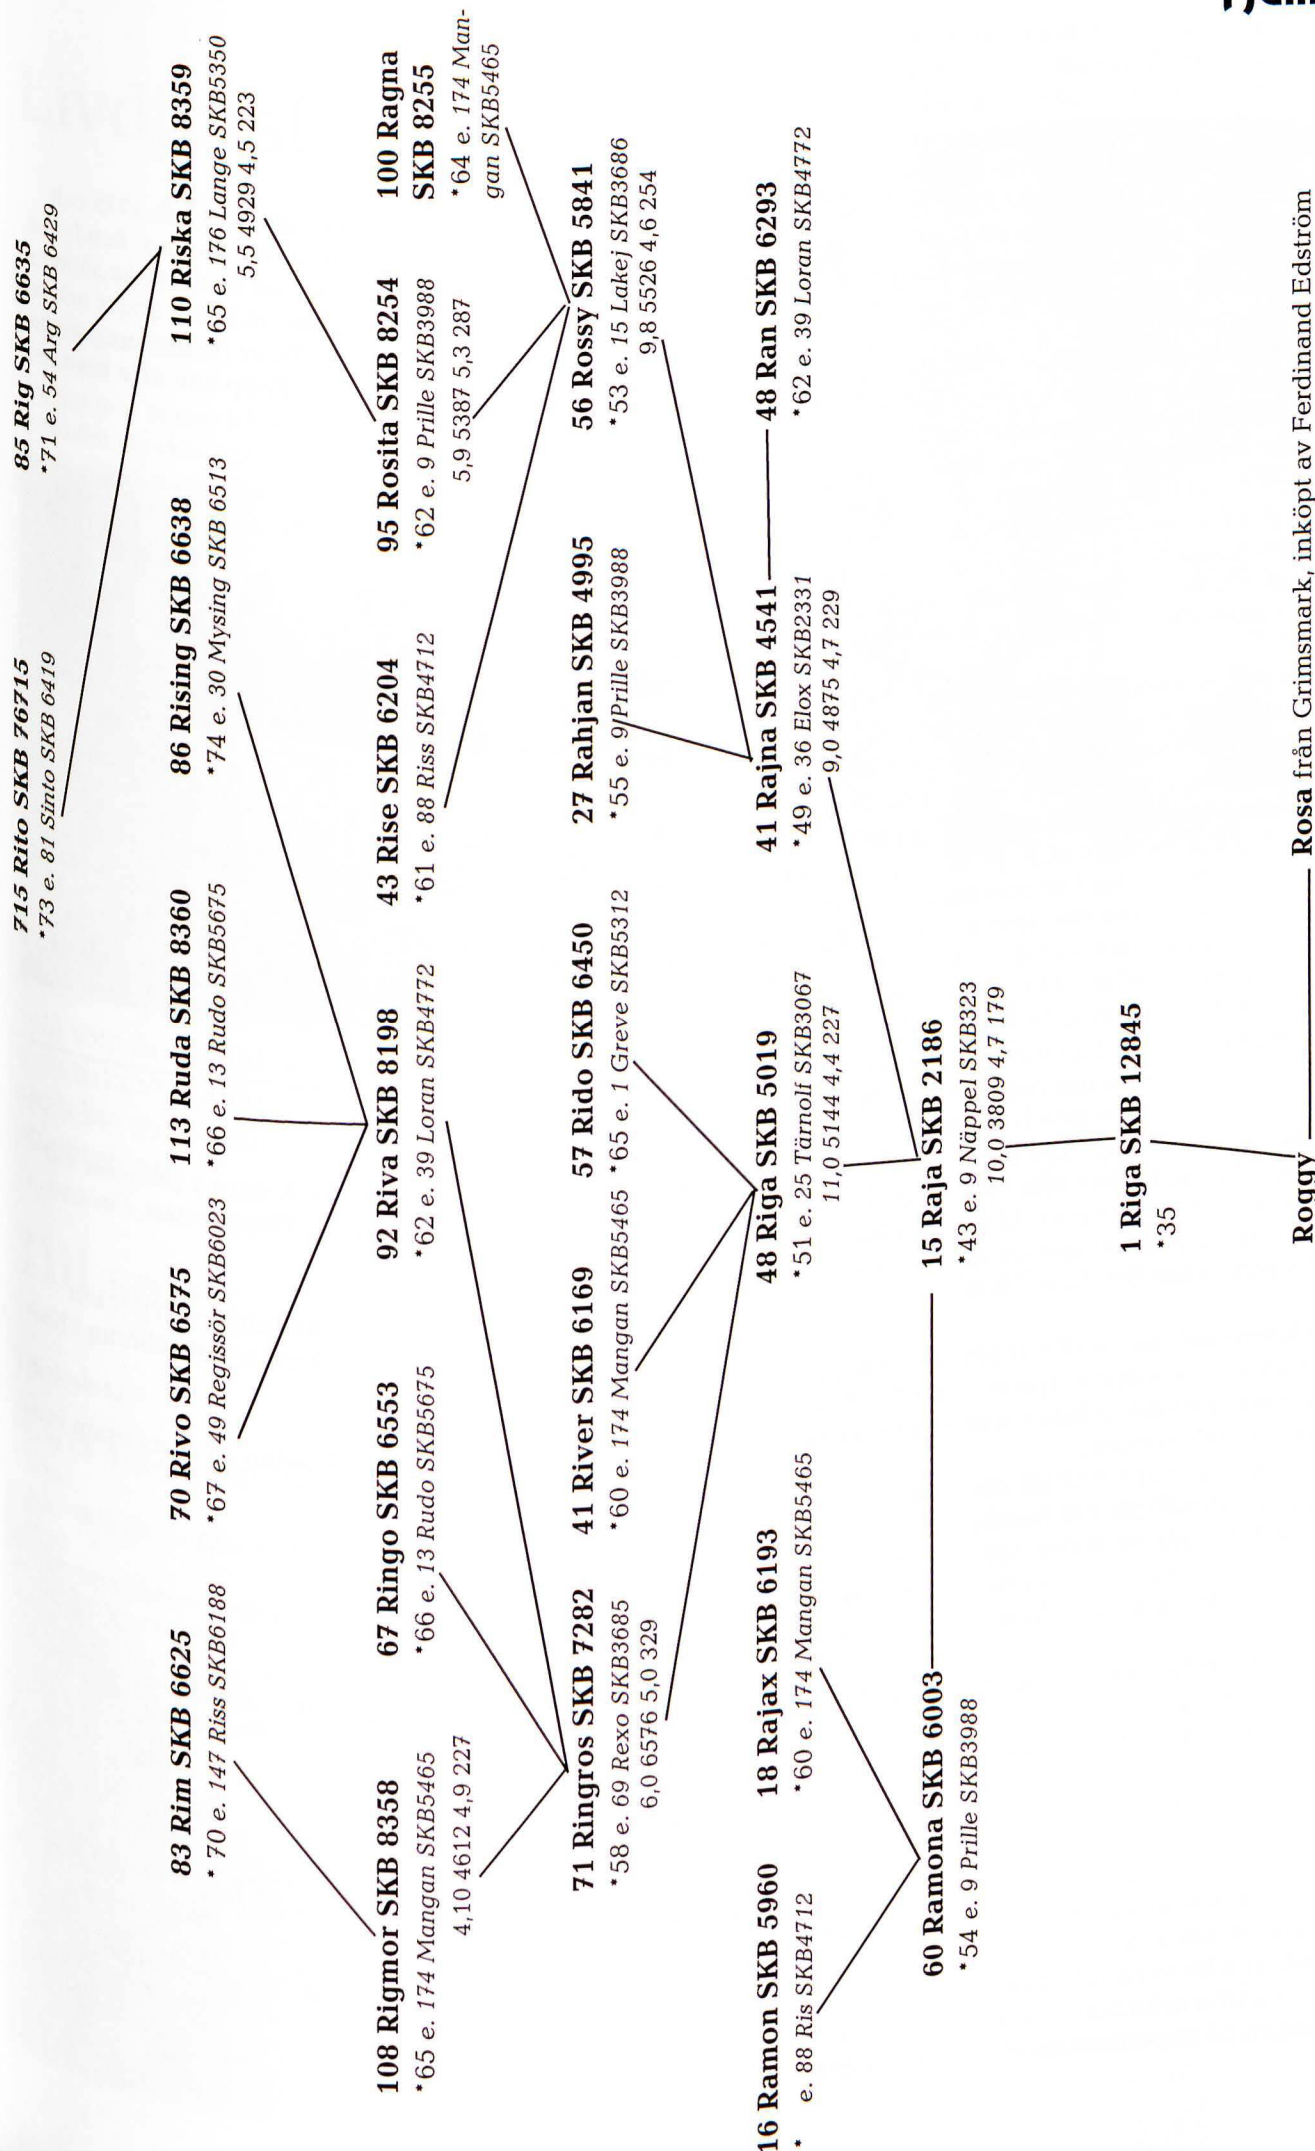 715 Rito SKB 76715
*73 e. 81 Sinto SKB 6419
85 Rig SKB 6635
*71 e. 54 Arg SKB 6429
83 Rim SKB 6625
* 70 e. 147 Riss SKB6188
70 Rivo SKB 6575
*67 e. 49 Regissör SKB6023
113 Ruda SKB 8360
*66 e. 13 Rudo SKB5675
86 Rising SKB 6638
*74 e. 30 Mysing SKB 6513
110 Riska SKB 8359
*65 e. 176 Lange SKB5350
5,5 4929 4,5 223
108 Rigmor SKB 8358
*65 e. 174 Mangan SKB5465
4,10 4612 4,9 227
67 Ringo SKB 6553
*66 e. 13 Rudo SKB5675
92 Riva SKB 8198
*62 e. 39 Loran SKB4772
43 Rise SKB 6204
*61 e. 88 Riss SKB4712
95 Rosita SKB 8254
*62 e. 9 Prille SKB3988
5,9 5387 5,3 287
100 Ragna
SKB 8255
*64 e. 174 Man-
gan SKB5465
71 Ringros SKB 7282
*58 e. 69 Rexo SKB3685
6,0 6576 5,0 329
41 River SKB 6169
*60 e. 174 Mangan SKB5465
57 Rido SKB 6450
*65 e. 1 Greve SKB5312
27 Rahjan SKB 4995
*55 e. 9 Prille SKB3988
56 Rossy SKB 5841
*53 e. 15 Lakej SKB3686
9,8 5526 4,6 254
16 Ramon SKB 5960
* e. 88 Ris SKB4712
18 Rajax SKB 6193
*60 e. 174 Mangan SKB5465
48 Riga SKB 5019
*51 e. 25 Tärnolf SKB3067
11,0 5144 4,4 227
41 Rajna SKB 4541
*49 e. 36 Elox SKB2331
9,0 4875 4,7 229
48 Ran SKB 6293
*62 e. 39 Loran SKB4772
60 Ramona SKB 6003
*54 e. 9 Prille SKB3988
15 Raja SKB 2186
*43 e. 9 Näppel SKB323
10,0 3809 4,7 179
1 Riga SKB 12845
*35
Roggy
Rosa från Grimsmark, inköpt av Ferdinand Edström